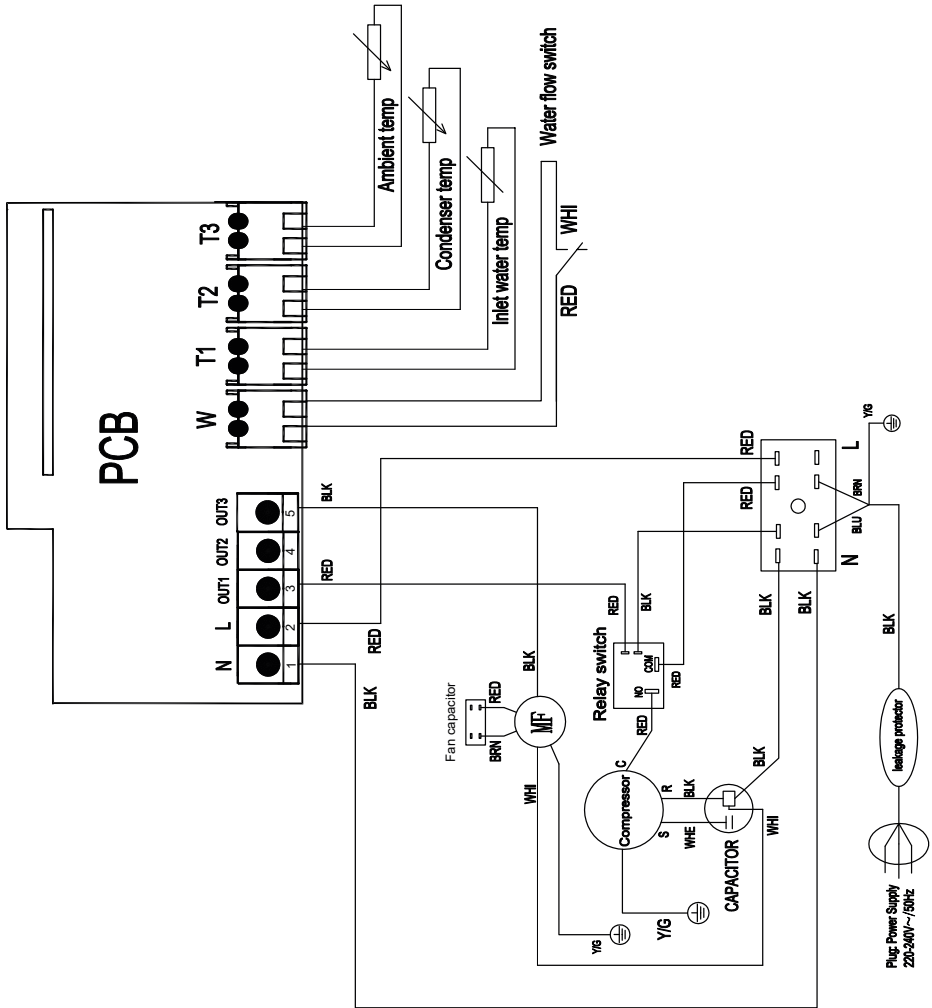 PCB
N
L
OUT1
OUT2
OUT3
1
2
3
4
5
W
T1
T2
T3
Ambient temp
Condenser temp
Inlet water temp
Water flow switch
WHI
RED
BLK
RED
RED
BLK
BLK
Fan capacitor
RED
BRN
MF
WHI
Y/G
Relay switch
RED
BLK
NO
COM
RED
RED
Compressor
C
R
S
BLK
WHE
CAPACITOR
WHI
BLK
Y/G
RED
RED
BLK
BLK
L
N
BRN
BLU
Y/G
BLK
leakage protector
Plug: Power Supply
220-240V~/50Hz